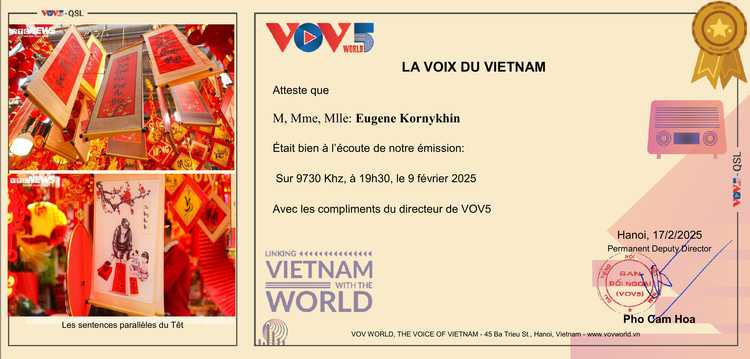 VOV5-QSL
NEWS
NEWS
Les sentences parallèles du Têt
VOV5
WORLD
LA VOIX DU VIETNAM
Atteste que
M, Mme, Mlle: Eugene Kornykhin
Était bien à l'écoute de notre émission:
Sur 9730 Khz, à 19h30, le 9 février 2025
Avec les compliments du directeur de VOV5
VOV5-QSL
Hanoi, 17/2/2025
Permanent Deputy Director
BAN
ĐỐI NGOẠI
(VOV5)
Pho Cam Hoa
LINKING
VIETNAM
WITH THE
WORLD
VOV WORLD, THE VOICE OF VIETNAM - 45 Ba Trieu St., Hanoi, Vietnam - www.vovworld.vn